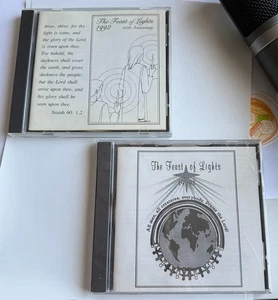 Arise, shine: for thy
light is come, and
the glory of the Lord
is risen upon thee.
For behold, the
darkness shall cover
the earth, and gross
darkness the people:
but the Lord shall
arise upon thee, and
his glory shall be
seen upon thee.
Isaiah 60: 1,2
The Feast of Lights
1992
The Feast of Lights